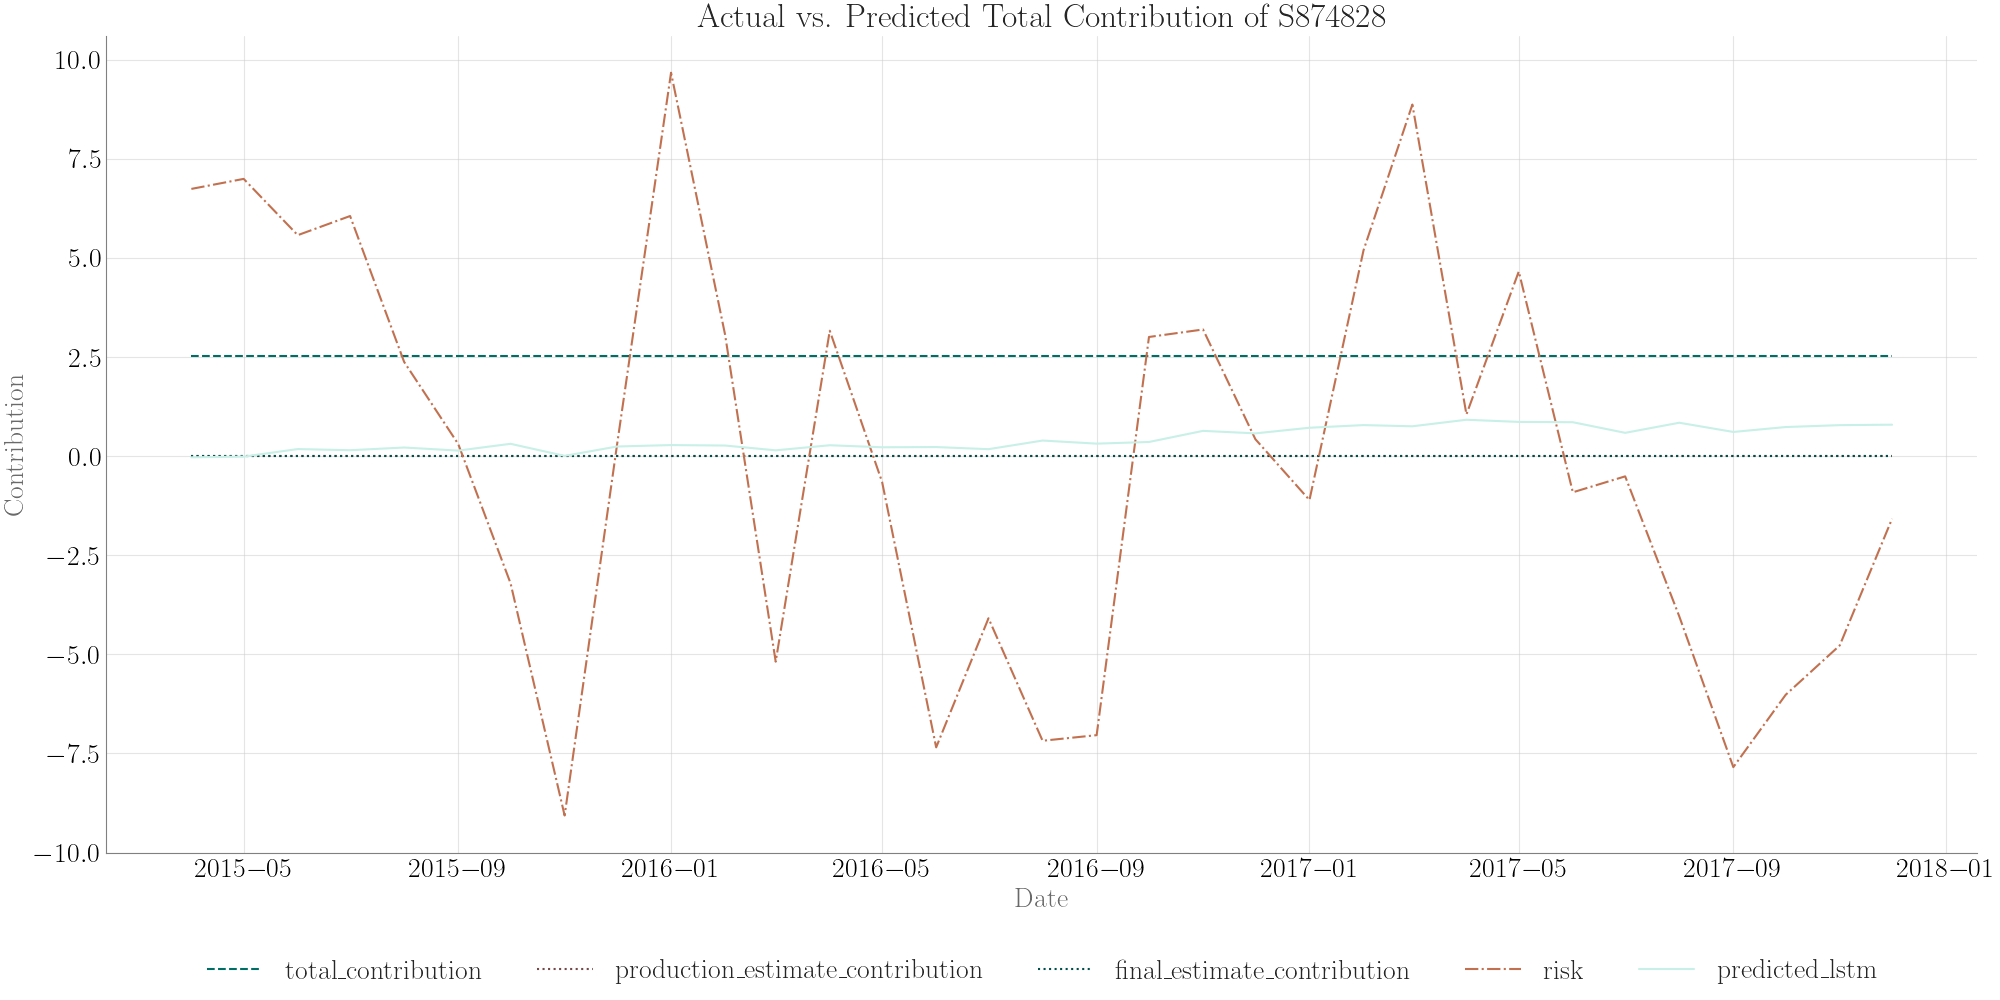 Actual vs. Predicted Total Contribution of S874828
10.0
7.5
5.0
2.5
0.0
−2.5
−5.0
−7.5
−10.0
Contribution
2015−05 2015−09 2016−01 2016−05 2016−09 2017−01 2017−05 2017−09 2018−01
Date
total_contribution production_estimate_contribution final_estimate_contribution risk predicted_lstm